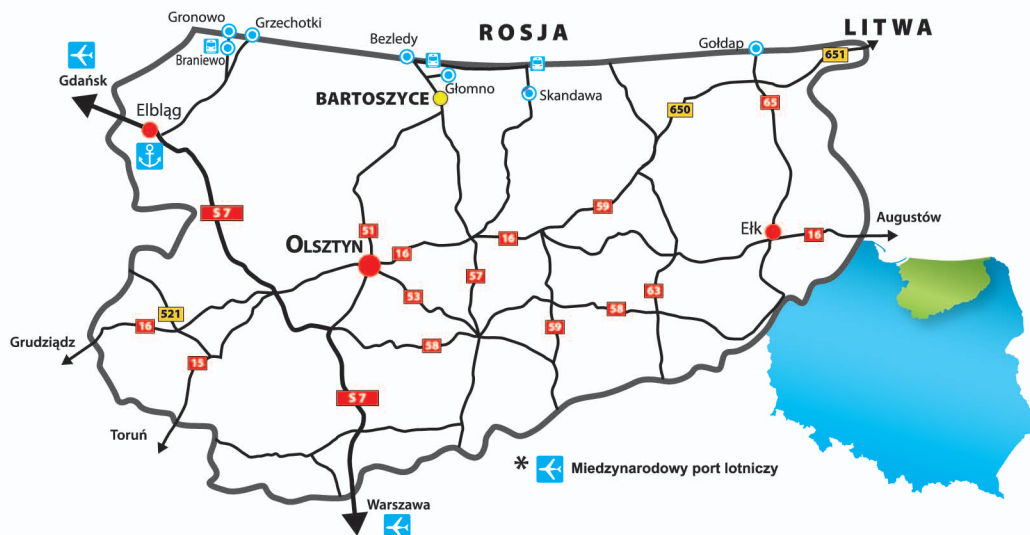 Gronowo
Grzechotki
Braniewo
Bezledy
ROSJA
Gołdap
LITWA
651
Gdańsk
Elbląg
BARTOSZYCE
Głomno
Skandawa
650
65
S 7
51
OLSZTYN
16
16
59
Ełk
16
Augustów
57
53
63
521
16
Grudziądz
15
58
59
58
S 7
Toruń
* Miedzynarodowy port lotniczy
Warszawa